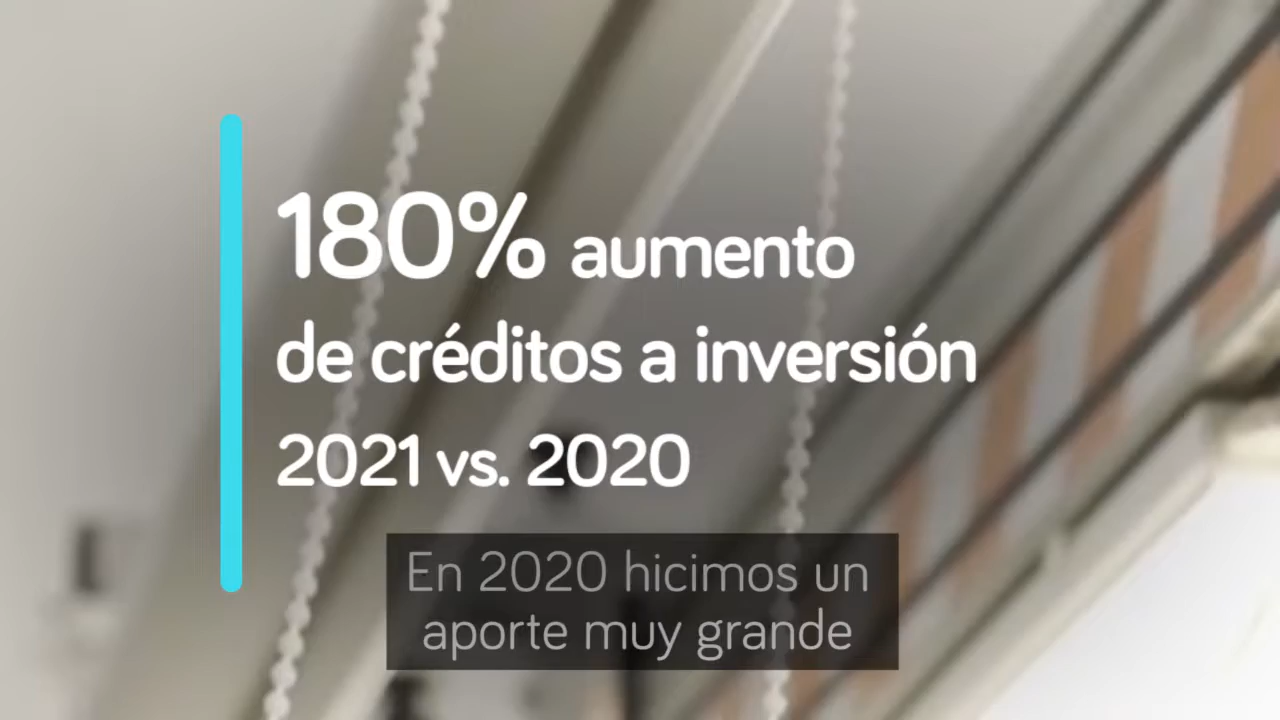 180% aumento
de créditos a inversión
2021 vs. 2020
En 2020 hicimos un
aporte muy grande